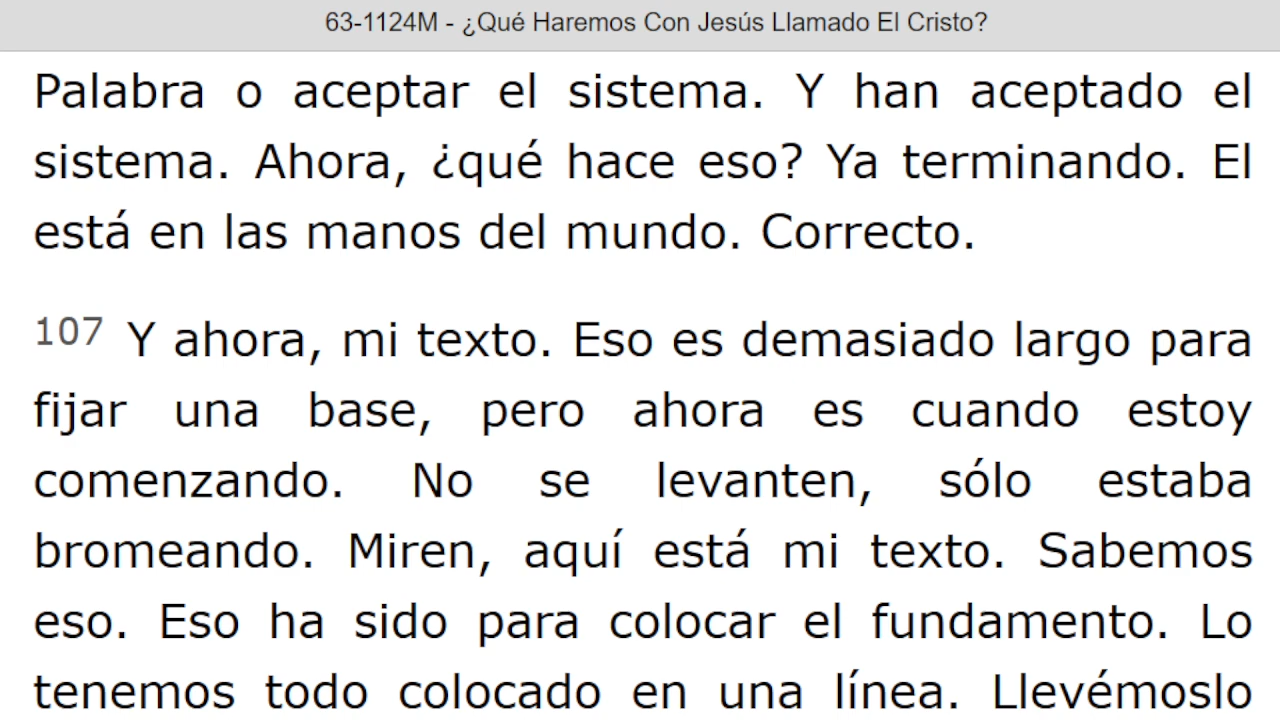 63-1124M - ¿Qué Haremos Con Jesús Llamado El Cristo?
Palabra o aceptar el sistema. Y han aceptado el
sistema. Ahora, ¿qué hace eso? Ya terminando. El
está en las manos del mundo. Correcto.
107 Y ahora, mi texto. Eso es demasiado largo para
fijar una base, pero ahora es cuando estoy
comenzando. No se levanten, sólo estaba
bromeando. Miren, aquí está mi texto. Sabemos
eso. Eso ha sido para colocar el fundamento. Lo
tenemos todo colocado en una línea. Llevémoslo